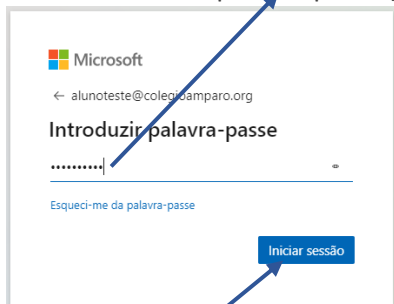 Microsoft
← alunoteste@colegioamparo.org
Introduzir palavra-passe
••••••••••
Esqueci-me da palavra-passe
Iniciar sessão